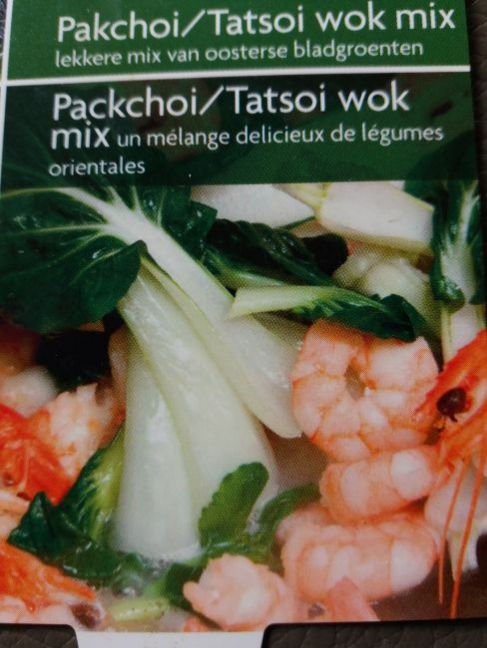 Pakchoi/Tatsoi wok mix
lekkere mix van oosterse bladgroenten
Packchoi/Tatsoi wok
mix un mélange delicieux de légumes
orientales